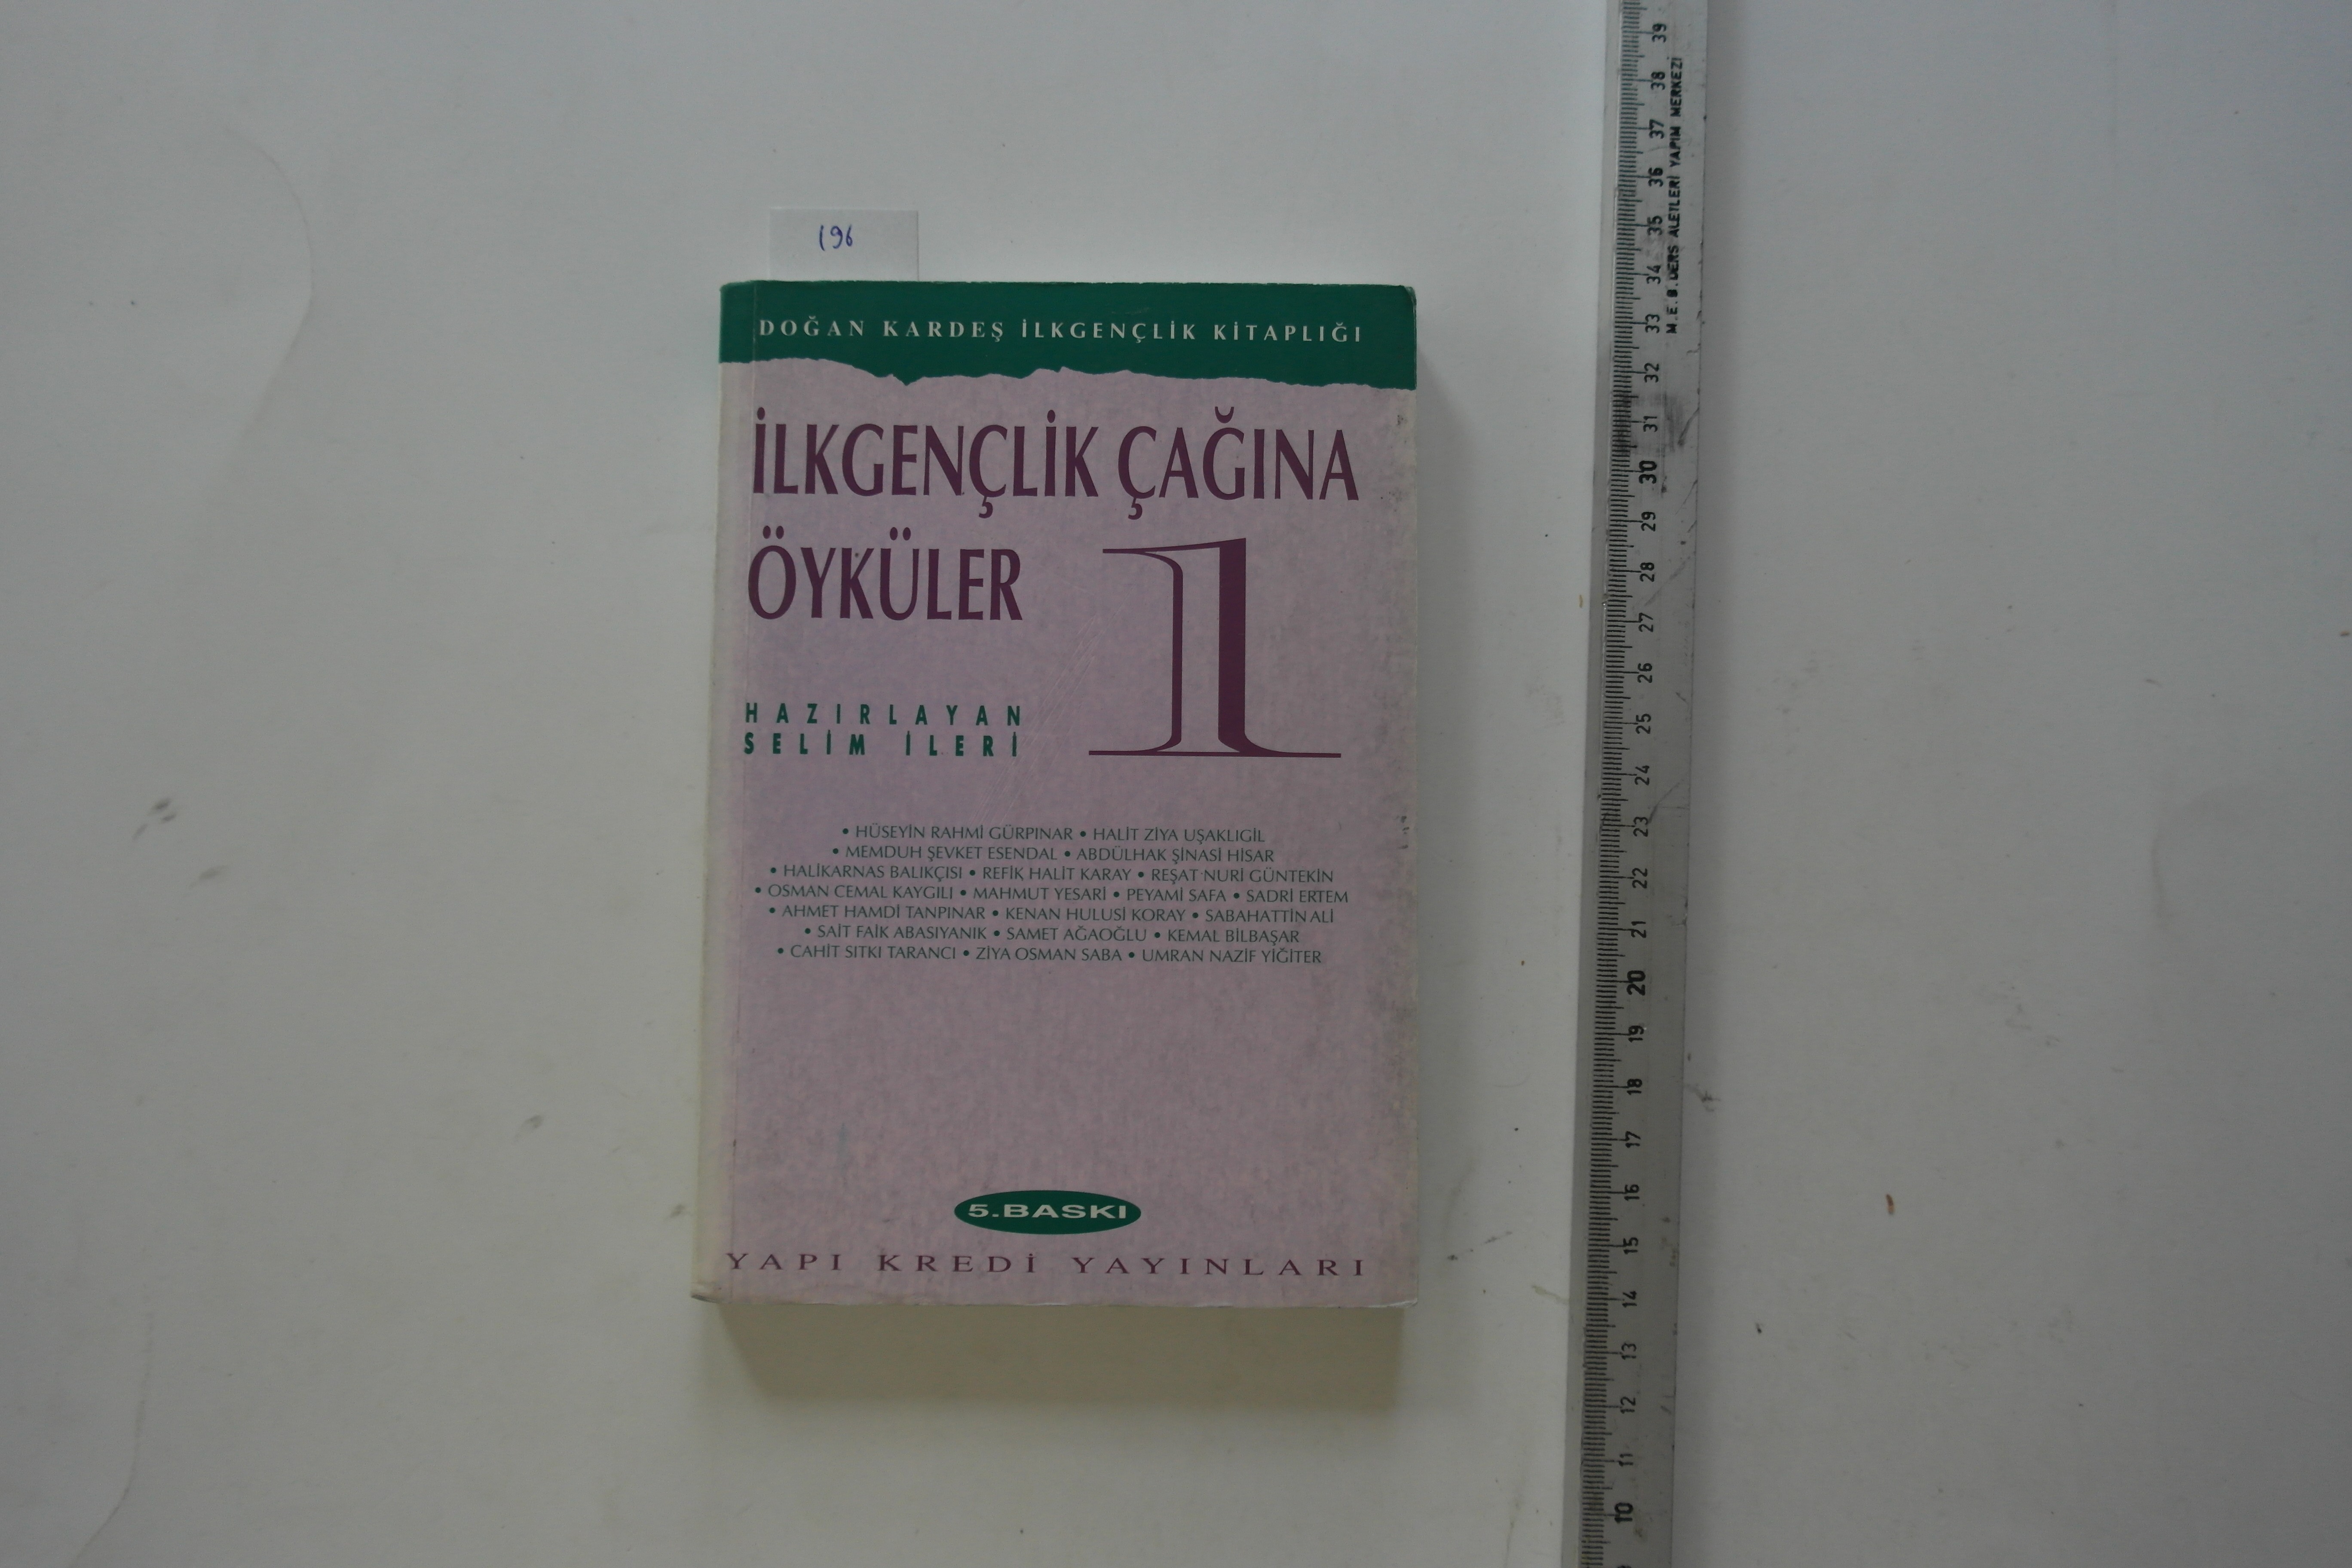 196
DOĞAN KARDEŞ İLKGENÇLİK KİTAPLIĞI
İLKGENÇLİK ÇAĞINA
ÖYKÜLER 1
HAZIRLAYAN
SELİM İLERİ
• HÜSEYİN RAHMİ GÜRPINAR • HALİT ZİYA UŞAKLIGİL
• MEMDUH ŞEVKET ESENDAL • ABDÜLHAK ŞİNASİ HİSAR
• HALİKARNAS BALIKÇISI • REFİK HALİT KARAY • REŞAT NURİ GÜNTEKİN
• OSMAN CEMAL KAYGILI • MAHMUT YESARİ • PEYAMİ SAFA • SADRİ ERTEM
• AHMET HAMDİ TANPINAR • KENAN HULUSİ KORAY • SABAHATTİN ALİ
• SAİT FAİK ABASIYANIK • SAMET AĞAOĞLU • KEMAL BİLBAŞAR
• CAHİT SITKI TARANCI • ZİYA OSMAN SABA • UMRAN NAZİF YİĞİTER
5.BASKI
YAPI KREDİ YAYINLARI
M.E.B.DERS ALETLERİ YAPIM MERKEZİ
39
38
37
36
35
34
33
32
31
30
29
28
27
26
25
24
23
22
21
20
19
18
17
16
15
14
13
12
11
10